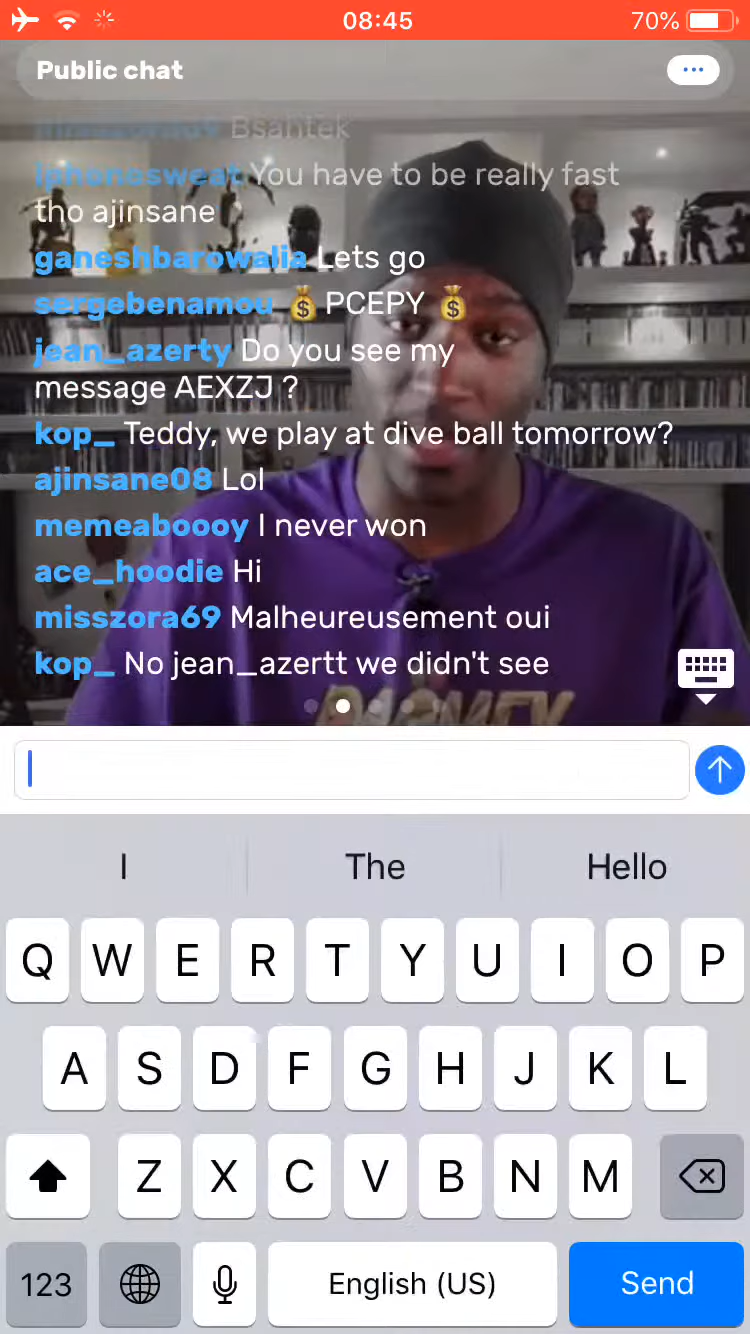 08:45
70%
Public chat
Bsahtek
iphonesweat You have to be really fast
tho ajinsane
ganeshbarowalia Lets go
sergebenamou 💰 PCEPY 💰
jean_azerty Do you see my
message AEXZJ ?
kop_ Teddy, we play at dive ball tomorrow?
ajinsane08 Lol
memeaboooy I never won
ace_hoodie Hi
misszora69 Malheureusement oui
kop_ No jean_azertt we didn't see
I The Hello
Q W E R T Y U I O P
A S D F G H J K L
Z X C V B N M
123 English (US) Send